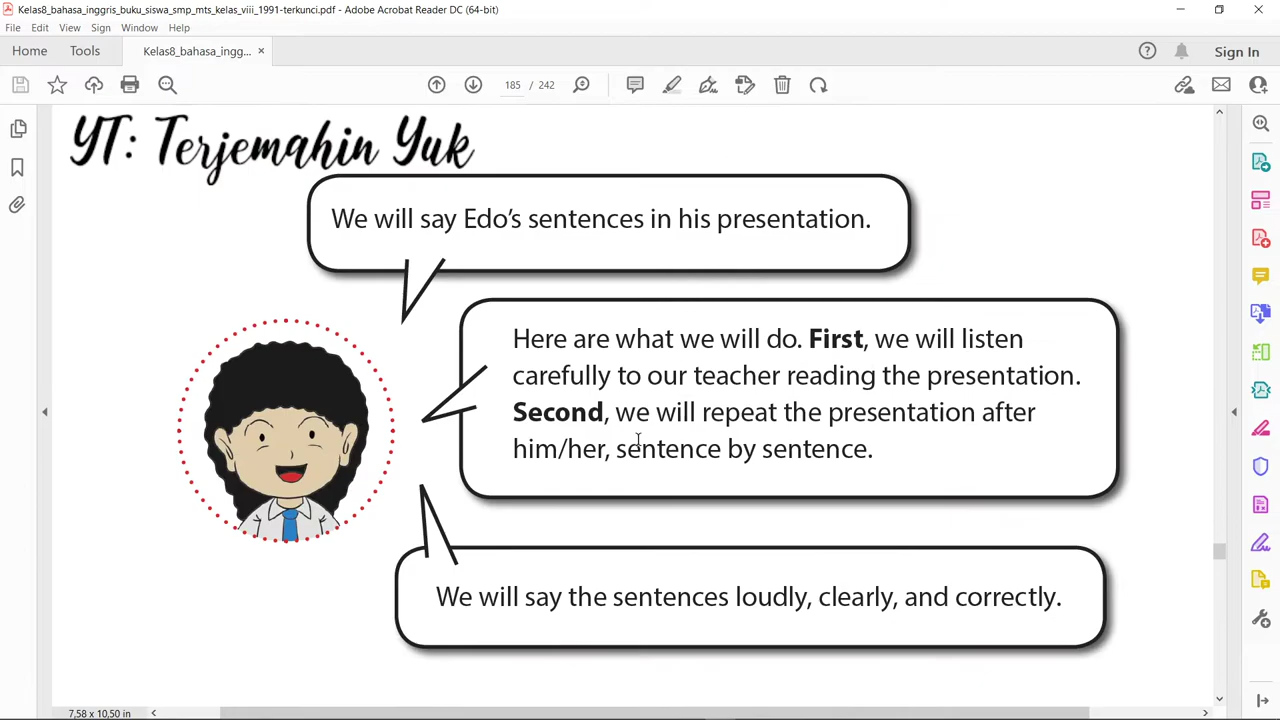 Kelas8_bahasa_inggris_buku_siswa_smp_mts_kelas_viii_1991-terkunci.pdf - Adobe Acrobat Reader DC (64-bit)
File Edit View Sign Window Help
Home Tools Kelas8_bahasa_ingg... × Sign In
185 / 242
YT: Terjemahin Yuk
We will say Edo's sentences in his presentation.
Here are what we will do. First, we will listen
carefully to our teacher reading the presentation.
Second, we will repeat the presentation after
him/her, sentence by sentence.
We will say the sentences loudly, clearly, and correctly.
7,58 x 10,50 in